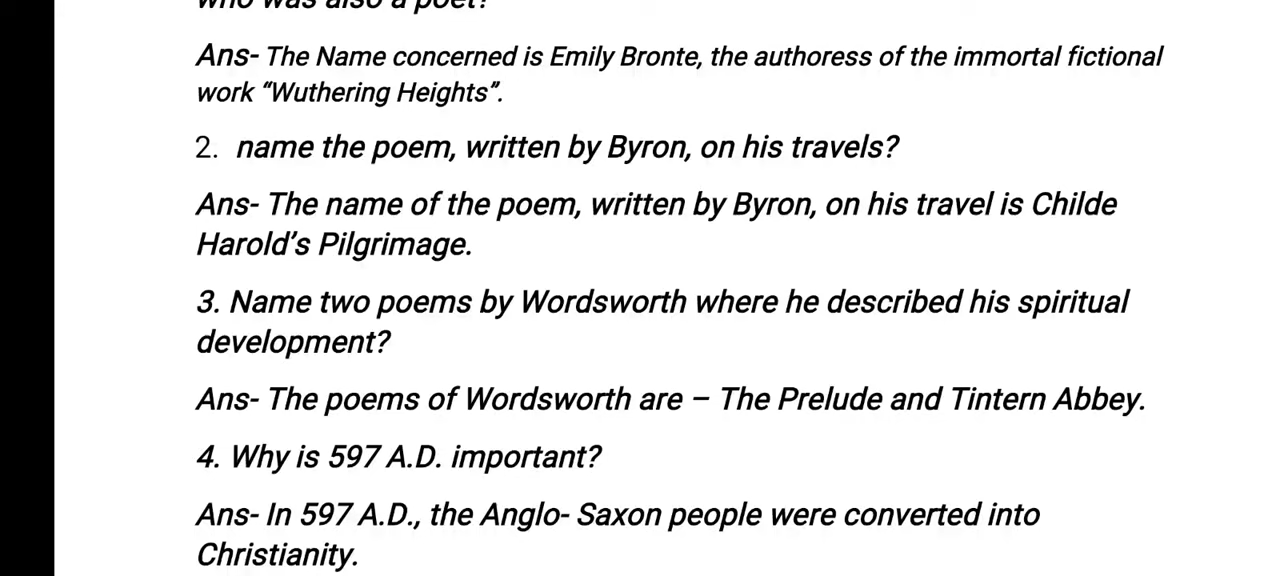 who was also a poet?
Ans- The Name concerned is Emily Bronte, the authoress of the immortal fictional
work “Wuthering Heights”.
2. name the poem, written by Byron, on his travels?
Ans- The name of the poem, written by Byron, on his travel is Childe
Harold’s Pilgrimage.
3. Name two poems by Wordsworth where he described his spiritual
development?
Ans- The poems of Wordsworth are – The Prelude and Tintern Abbey.
4. Why is 597 A.D. important?
Ans- In 597 A.D., the Anglo- Saxon people were converted into
Christianity.